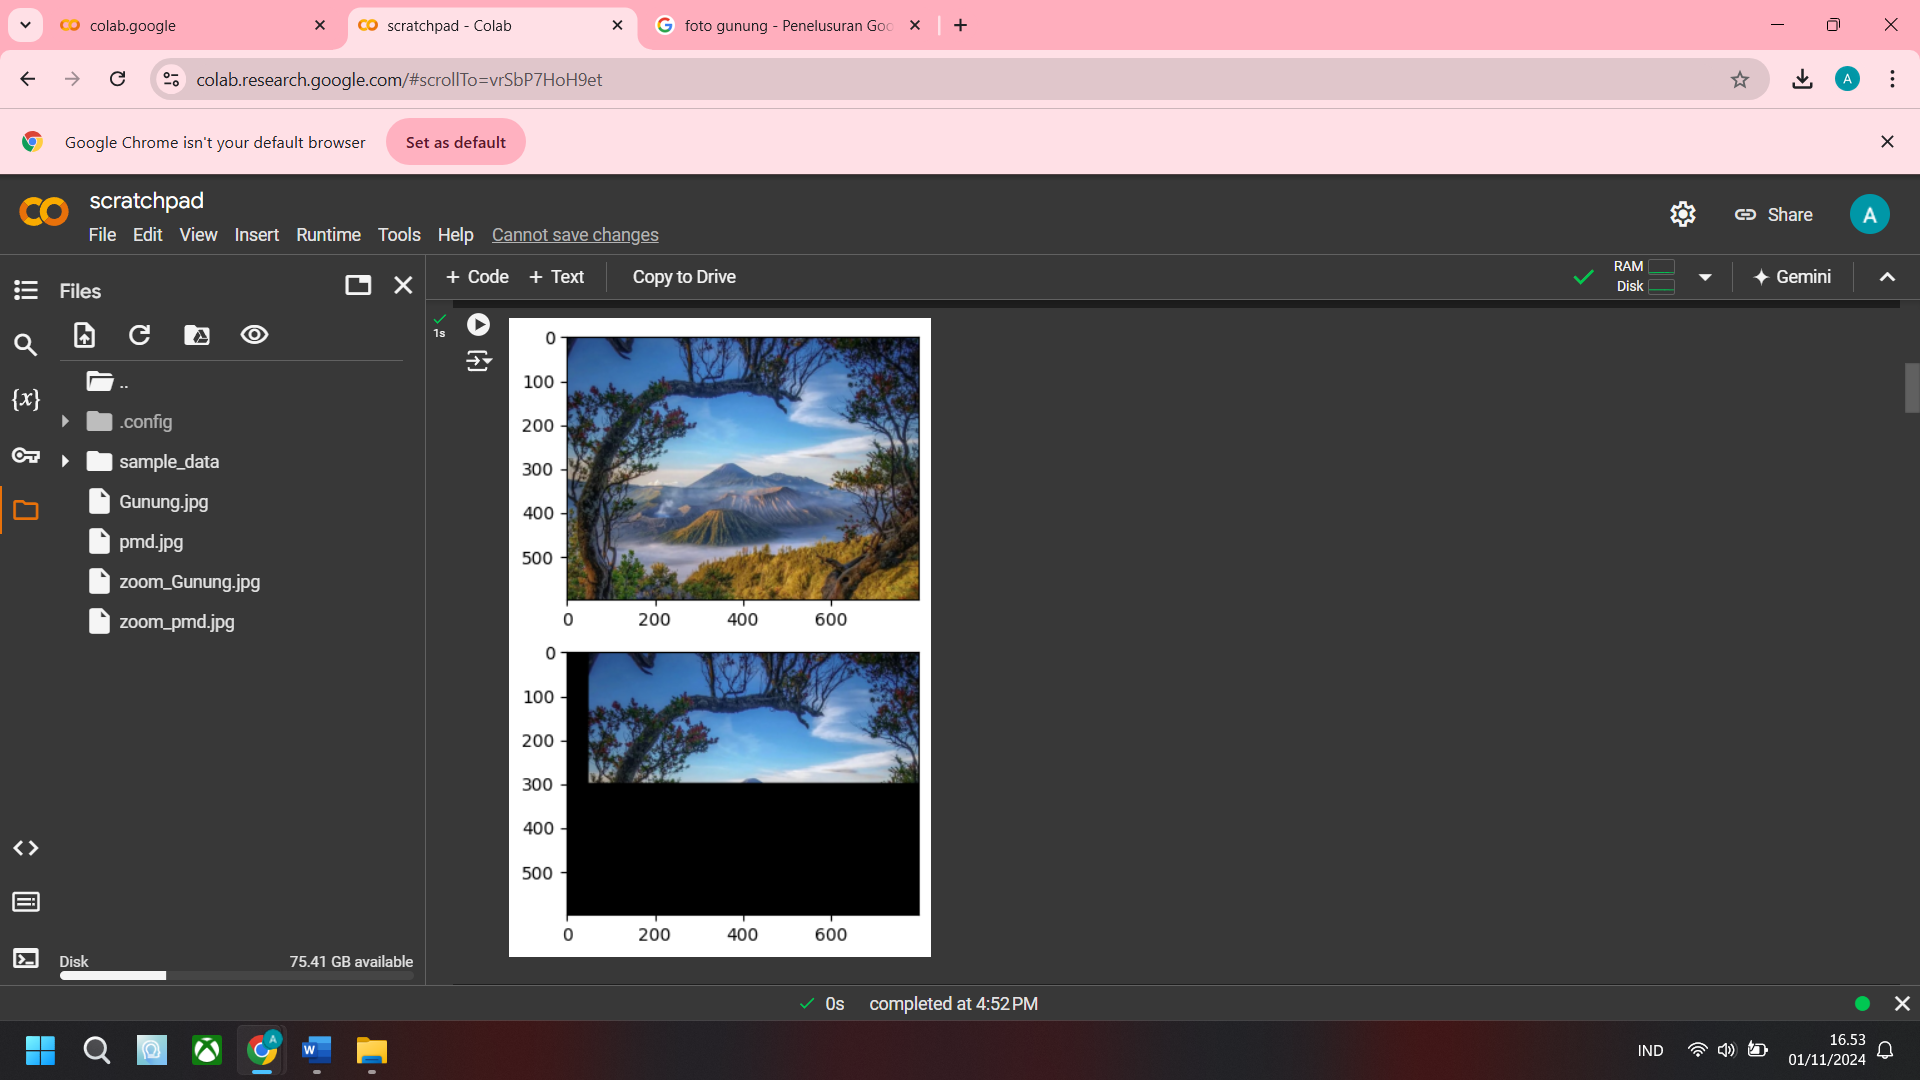 colab.google
scratchpad - Colab
foto gunung - Penelusuran Goo
colab.research.google.com/#scrollTo=vrSbP7HoH9et
A
Google Chrome isn't your default browser
Set as default
scratchpad
File Edit View Insert Runtime Tools Help Cannot save changes
Share
A
Files
+ Code + Text
Copy to Drive
RAM
Disk
Gemini
..
.config
sample_data
Gunung.jpg
pmd.jpg
zoom_Gunung.jpg
zoom_pmd.jpg
{x}
Disk
75.41 GB available
1s
0
100
200
300
400
500
0 200 400 600
0
100
200
300
400
500
0 200 400 600
0s completed at 4:52 PM
A
W
IND
16.53
01/11/2024